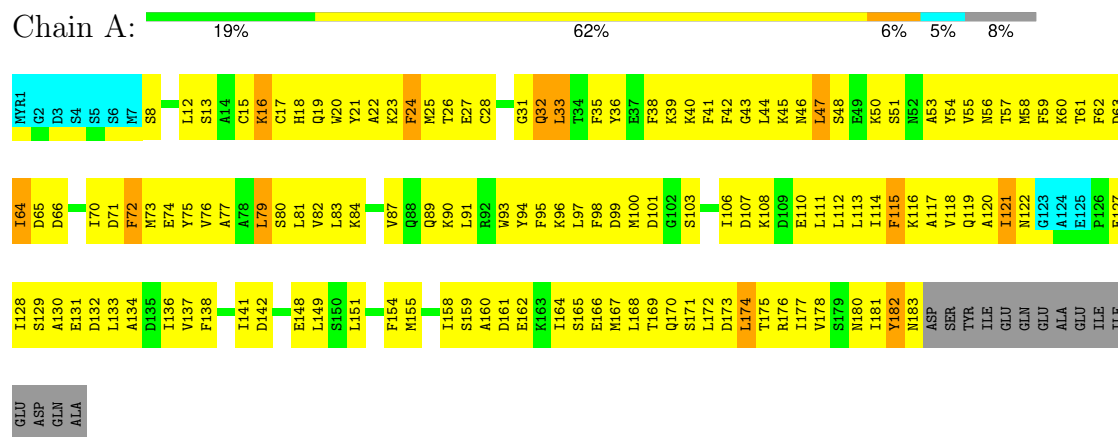 Chain A:
19% 62% 6% 5% 8%
MYR1 G2 D3 S4 S5 S6 M7 S8 L12 S13 A14 C15 K16 C17 H18 Q19 W20 Y21 A22 K23 F24 M25 T26 E27 C28 G31 Q32 L33 T34 F35 Y36 E37 F38 K39 K40 F41 F42 G43 L44 K45 N46 L47 S48 E49 K50 S51 N52 A53 Y54 V55 N56 T57 M58 F59 K60 T61 F62 D63
I64 D65 D66 I70 D71 F72 M73 E74 Y75 V76 A77 A78 L79 S80 L81 V82 L83 K84 V87 Q88 Q89 K90 L91 R92 W93 Y94 F95 K96 L97 F98 D99 M100 D101 G102 S103 I106 D107 K108 D109 E110 L111 L112 L113 I114 F115 K116 A117 V118 Q119 A120 I121 N122 G123 A124 E125 P126 E127
I128 S129 A130 E131 D132 L133 A134 D135 I136 V137 F138 I141 D142 E148 L149 S150 L151 F154 M155 I158 S159 A160 D161 E162 K163 I164 S165 E166 M167 L168 T169 Q170 S171 L172 D173 L174 T175 R176 I177 V178 S179 N180 I181 Y182 N183 ASP SER TYR ILE GLU GLN GLU ALA GLU ILE ILE
GLU ASP GLN ALA